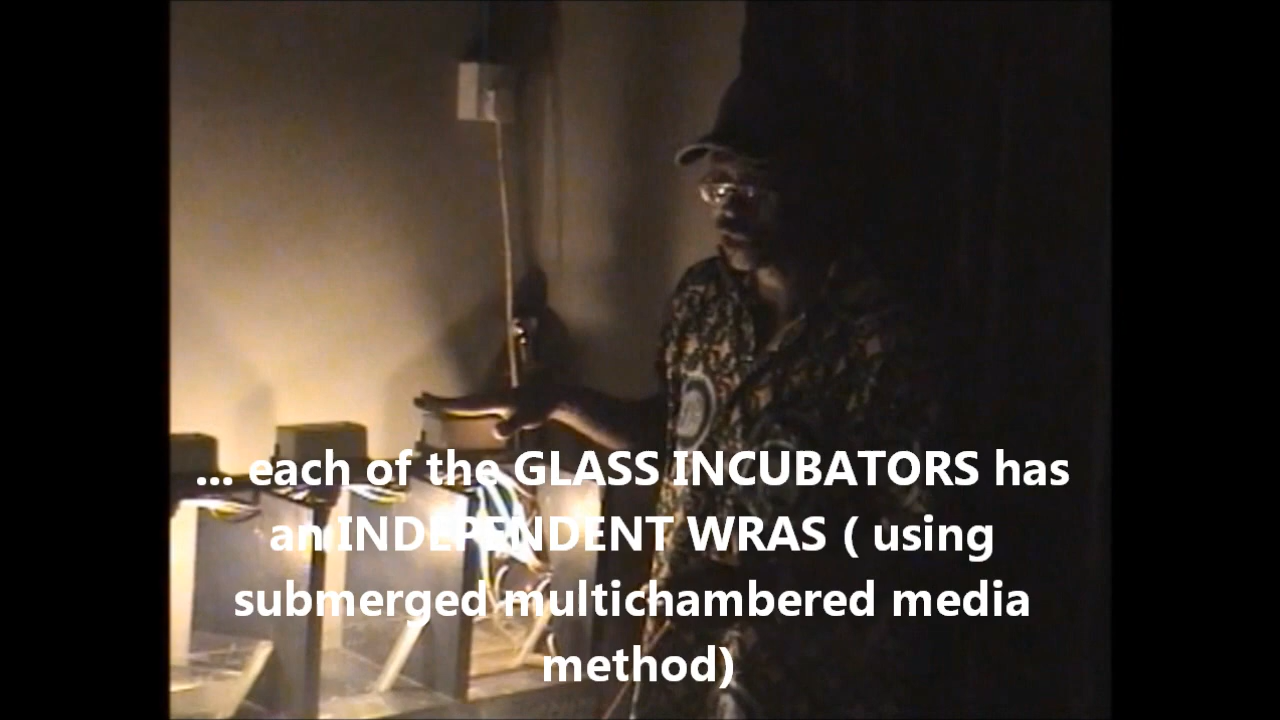 ... each of the GLASS INCUBATORS has
an INDEPENDENT WRAS ( using
submerged multichambered media
method)